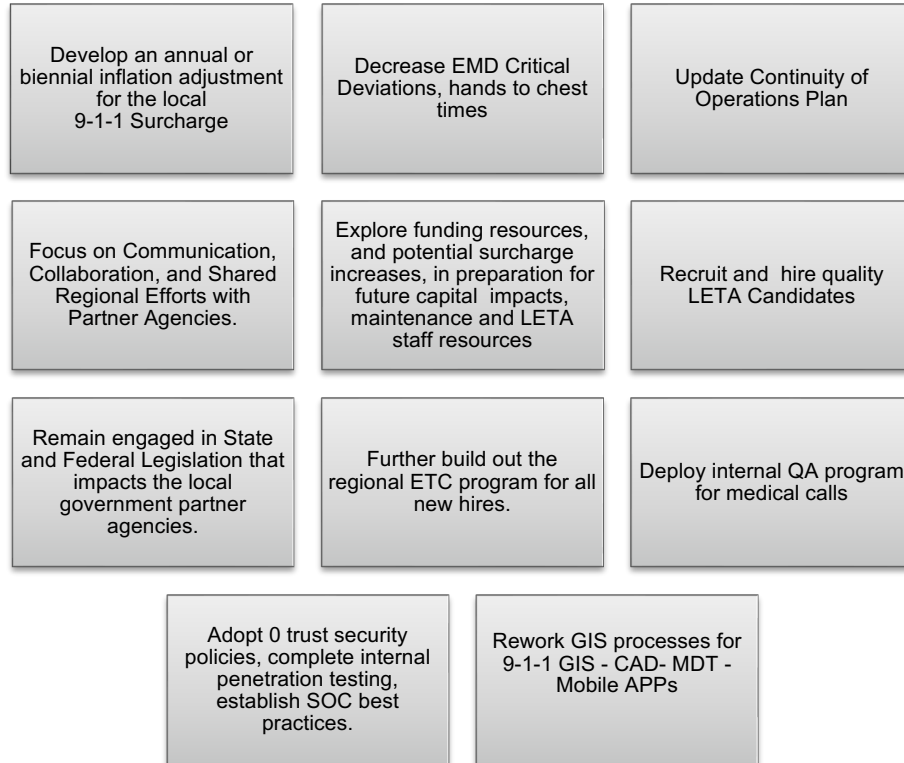 Develop an annual or
biennial inflation adjustment
for the local
9-1-1 Surcharge
Decrease EMD Critical
Deviations, hands to chest
times
Update Continuity of
Operations Plan
Focus on Communication,
Collaboration, and Shared
Regional Efforts with
Partner Agencies.
Explore funding resources,
and potential surcharge
increases, in preparation for
future capital impacts,
maintenance and LETA
staff resources
Recruit and hire quality
LETA Candidates
Remain engaged in State
and Federal Legislation that
impacts the local
government partner
agencies.
Further build out the
regional ETC program for all
new hires.
Deploy internal QA program
for medical calls
Adopt 0 trust security
policies, complete internal
penetration testing,
establish SOC best
practices.
Rework GIS processes for
9-1-1 GIS - CAD- MDT -
Mobile APPs